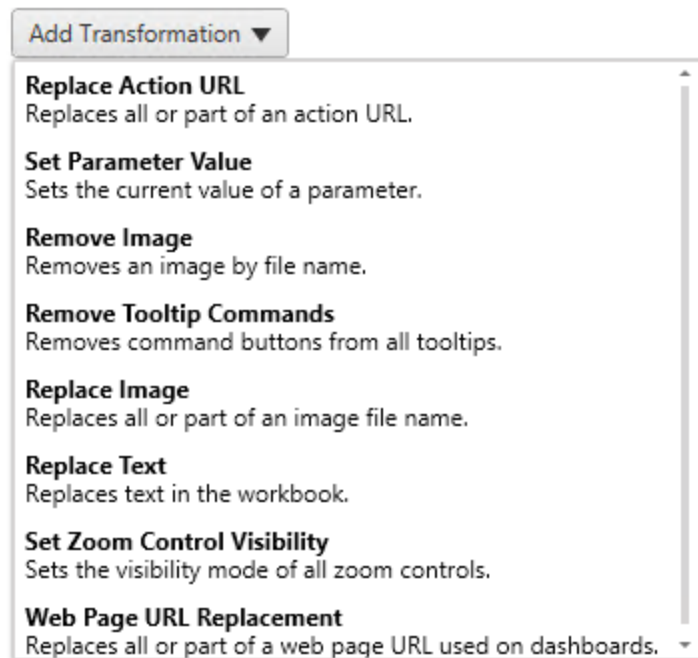 Add Transformation ▼
Replace Action URL
Replaces all or part of an action URL.
Set Parameter Value
Sets the current value of a parameter.
Remove Image
Removes an image by file name.
Remove Tooltip Commands
Removes command buttons from all tooltips.
Replace Image
Replaces all or part of an image file name.
Replace Text
Replaces text in the workbook.
Set Zoom Control Visibility
Sets the visibility mode of all zoom controls.
Web Page URL Replacement
Replaces all or part of a web page URL used on dashboards.